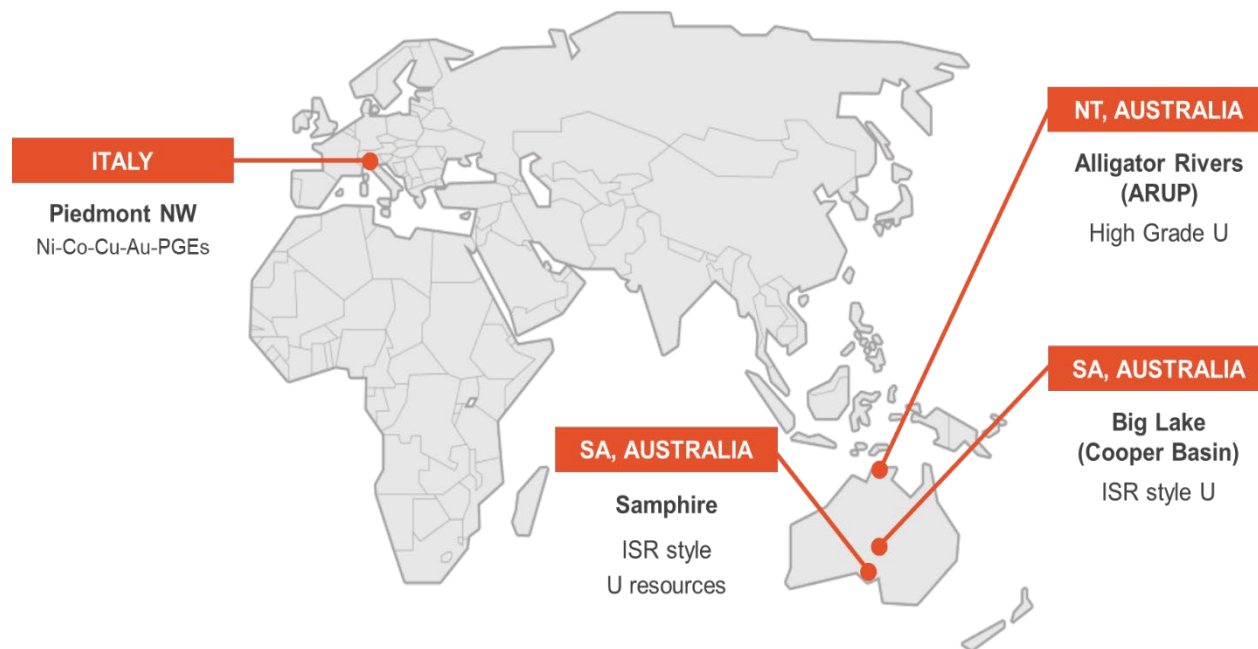 ITALY
Piedmont NW
Ni-Co-Cu-Au-PGEs
NT, AUSTRALIA
Alligator Rivers
(ARUP)
High Grade U
SA, AUSTRALIA
Big Lake
(Cooper Basin)
ISR style U
SA, AUSTRALIA
Samphire
ISR style
U resources